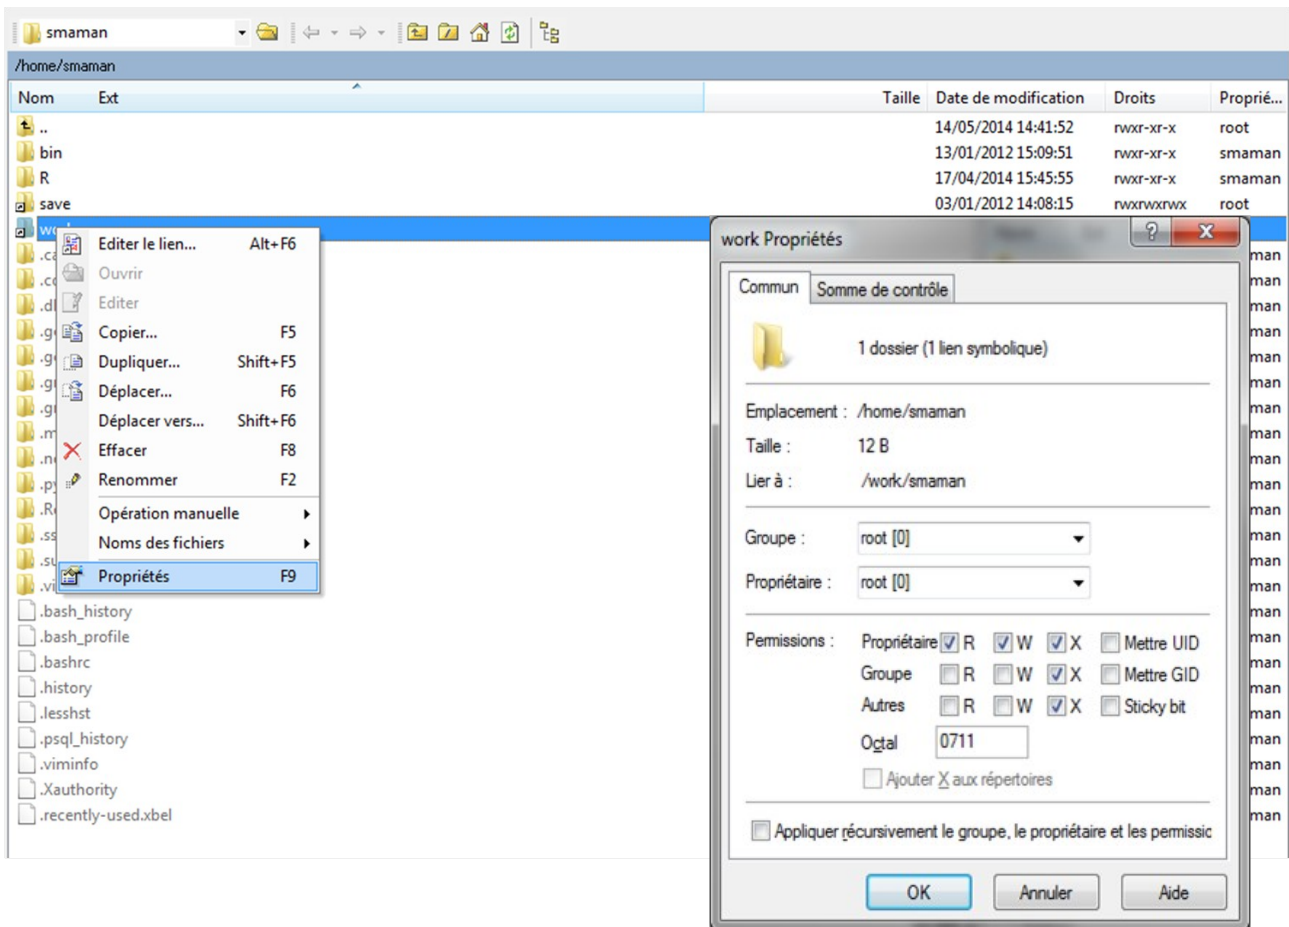 smaman
/home/smaman
Nom Ext Taille Date de modification Droits Proprié...
.. 14/05/2014 14:41:52 rwxr-xr-x root
bin 13/01/2012 15:09:51 rwxr-xr-x smaman
R 17/04/2014 15:45:55 rwxr-xr-x smaman
save 03/01/2012 14:08:15 rwxrwxrwx root
Editer le lien... Alt+F6
Ouvrir
Editer
Copier... F5
Dupliquer... Shift+F5
Déplacer... F6
Déplacer vers... Shift+F6
Effacer F8
Renommer F2
Opération manuelle
Noms des fichiers
Propriétés F9
.bash_history
.bash_profile
.bashrc
.history
.lesshst
.psql_history
.viminfo
.Xauthority
.recently-used.xbel
work Propriétés
Commun Somme de contrôle
1 dossier (1 lien symbolique)
Emplacement : /home/smaman
Taille : 12 B
Lier à : /work/smaman
Groupe : root [0]
Propriétaire : root [0]
Permissions : Propriétaire R W X Mettre UID
Groupe R W X Mettre GID
Autres R W X Sticky bit
Octal 0711
Ajouter X aux répertoires
Appliquer récursivement le groupe, le propriétaire et les permissic
OK Annuler Aide